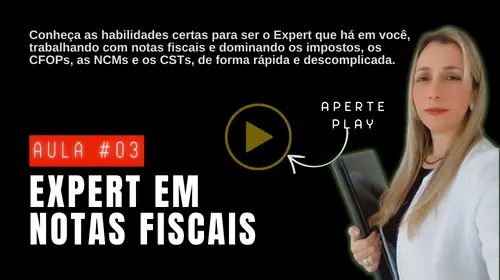 Conheça as habilidades certas para ser o Expert que há em você,
trabalhando com notas fiscais e dominando os impostos, os
CFOPs, as NCMs e os CSTs, de forma rápida e descomplicada.
APERTE
PLAY
AULA #03
EXPERT EM
NOTAS FISCAIS